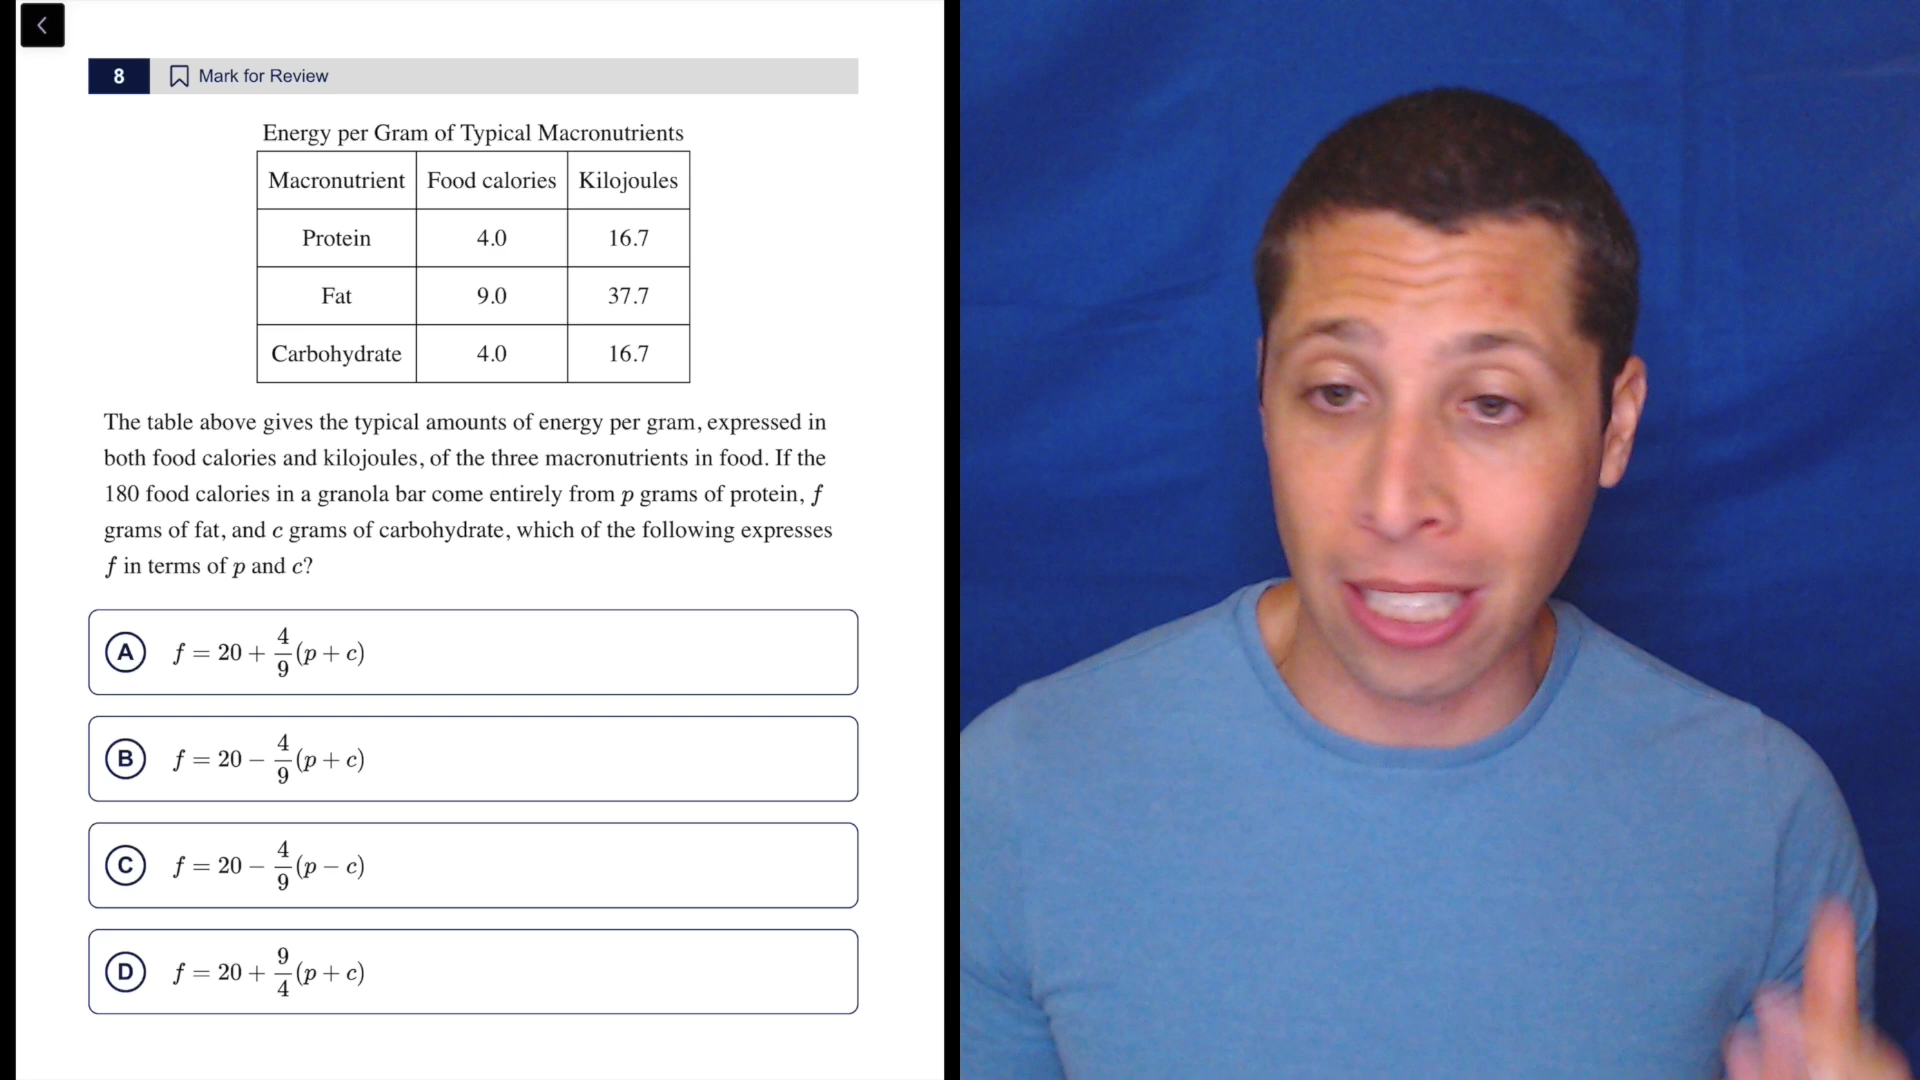 8 Mark for Review
Energy per Gram of Typical Macronutrients
Macronutrient Food calories Kilojoules
Protein 4.0 16.7
Fat 9.0 37.7
Carbohydrate 4.0 16.7
The table above gives the typical amounts of energy per gram, expressed in
both food calories and kilojoules, of the three macronutrients in food. If the
180 food calories in a granola bar come entirely from p grams of protein, f
grams of fat, and c grams of carbohydrate, which of the following expresses
f in terms of p and c?
A f = 20 + 4/9 (p + c)
B f = 20 − 4/9 (p + c)
C f = 20 − 4/9 (p − c)
D f = 20 + 9/4 (p + c)